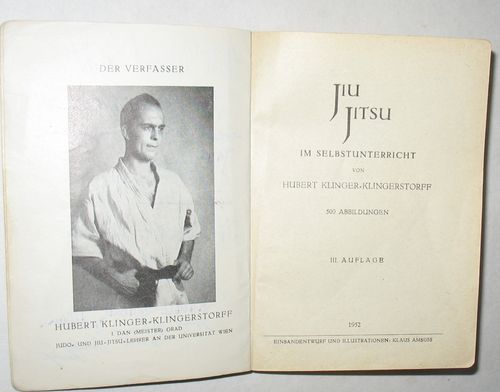 DER VERFASSER
HUBERT KLINGER-KLINGERSTORFF
I. DAN (MEISTER) GRAD
JUDO- UND JIU-JITSU-LEHRER AN DER UNIVERSITÄT WIEN
JIU
JITSU
IM SELBSTUNTERRICHT
VON
HUBERT KLINGER-KLINGERSTORFF
500 ABBILDUNGEN
III. AUFLAGE
1952
EINBANDENTWURF UND ILLUSTRATIONEN: KLAUS